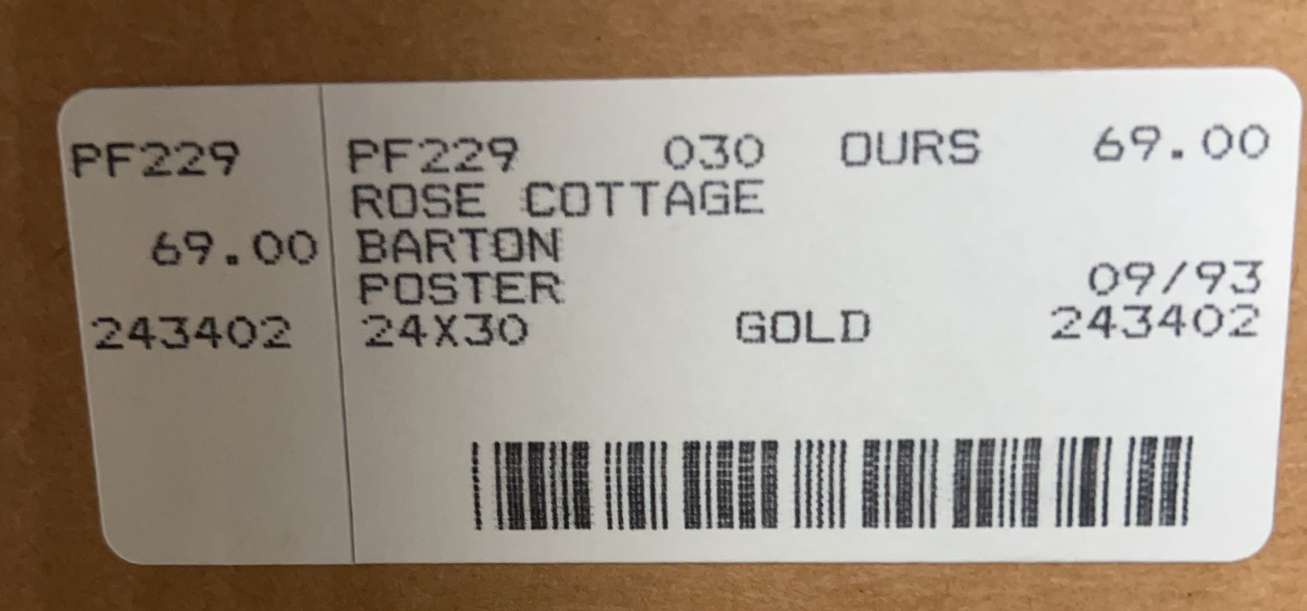 PF229
69.00
243402
PF229 030 OURS 69.00
ROSE COTTAGE
BARTON
POSTER 09/93
24X30 GOLD 243402